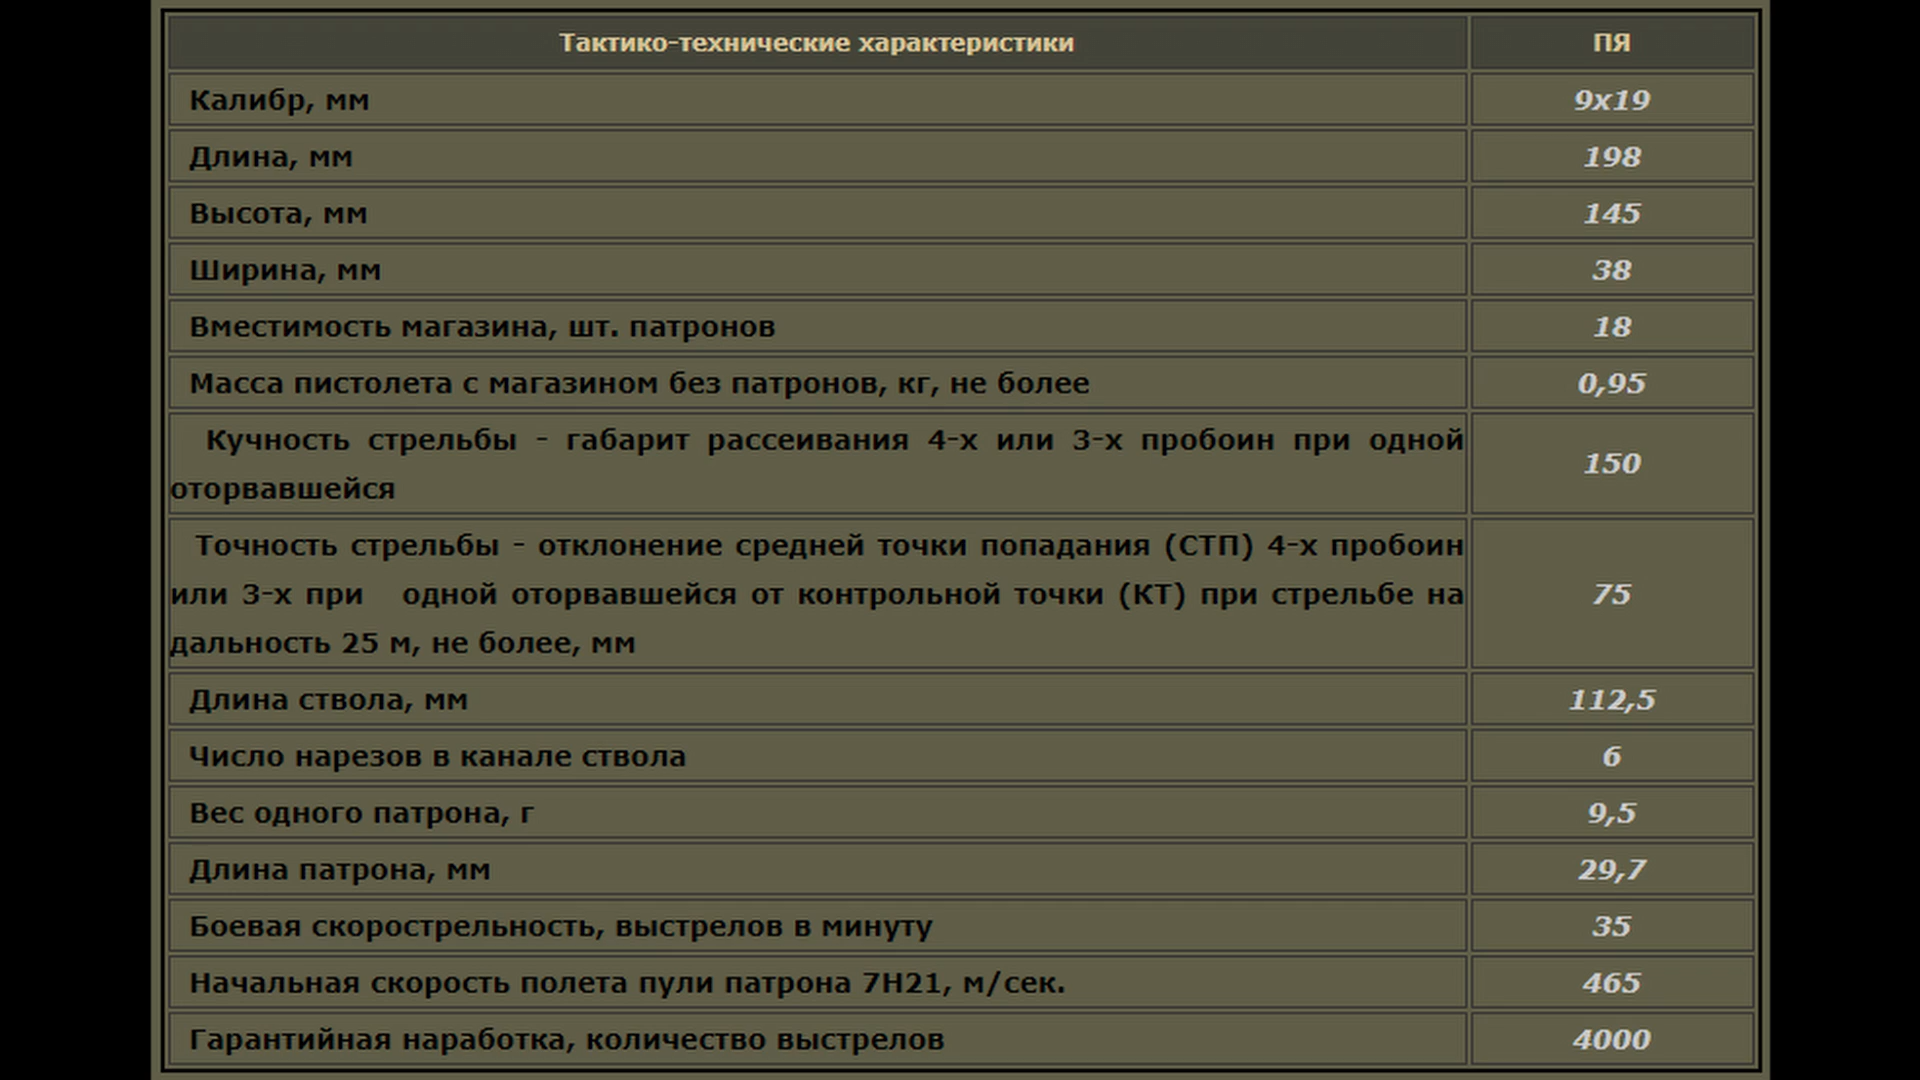 Тактико-технические характеристики ПЯ
Калибр, мм 9х19
Длина, мм 198
Высота, мм 145
Ширина, мм 38
Вместимость магазина, шт. патронов 18
Масса пистолета с магазином без патронов, кг, не более 0,95
Кучность стрельбы - габарит рассеивания 4-х или 3-х пробоин при одной
оторвавшейся
150
Точность стрельбы - отклонение средней точки попадания (СТП) 4-х пробоин
или 3-х при одной оторвавшейся от контрольной точки (КТ) при стрельбе на
дальность 25 м, не более, мм
75
Длина ствола, мм 112,5
Число нарезов в канале ствола 6
Вес одного патрона, г 9,5
Длина патрона, мм 29,7
Боевая скорострельность, выстрелов в минуту 35
Начальная скорость полета пули патрона 7Н21, м/сек. 465
Гарантийная наработка, количество выстрелов 4000